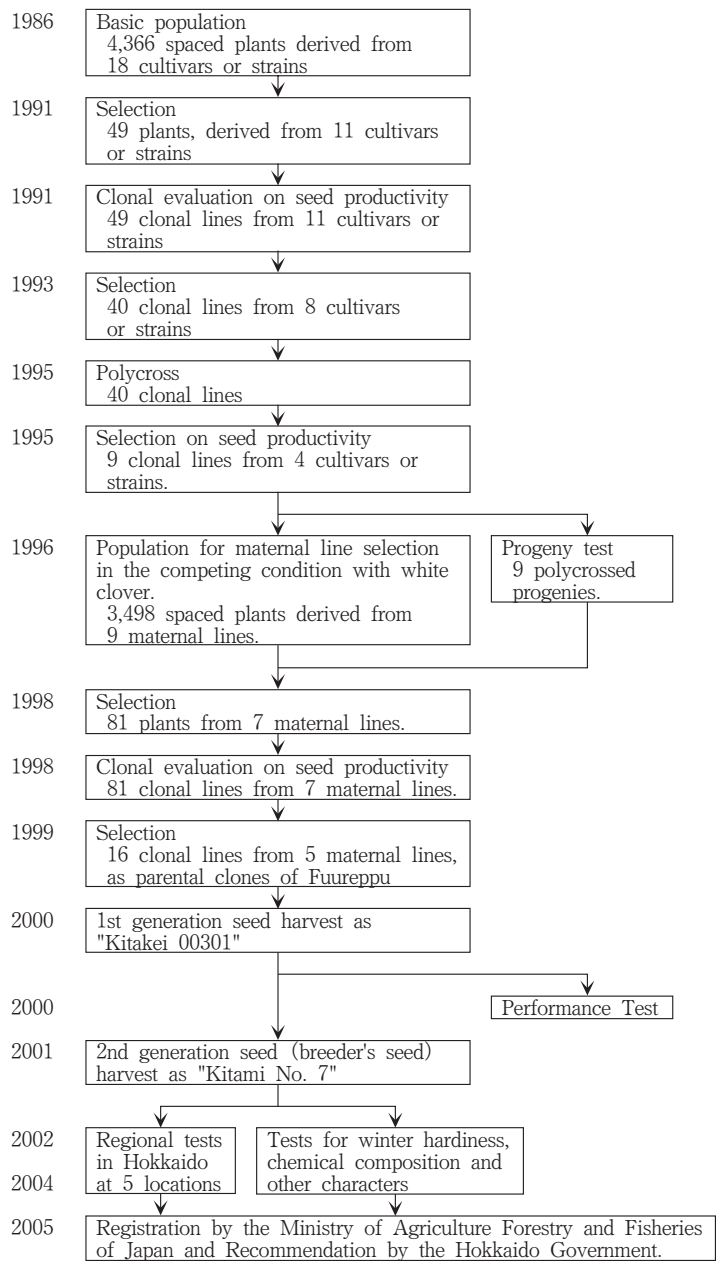 1986
Basic population
4,366 spaced plants derived from
18 cultivars or strains
1991
Selection
49 plants, derived from 11 cultivars
or strains
1991
Clonal evaluation on seed productivity
49 clonal lines from 11 cultivars or
strains
1993
Selection
40 clonal lines from 8 cultivars
or strains
1995
Polycross
40 clonal lines
1995
Selection on seed productivity
9 clonal lines from 4 cultivars or
strains.
1996
Population for maternal line selection
in the competing condition with white
clover.
3,498 spaced plants derived from
9 maternal lines.
Progeny test
9 polycrossed
progenies.
1998
Selection
81 plants from 7 maternal lines.
1998
Clonal evaluation on seed productivity
81 clonal lines from 7 maternal lines.
1999
Selection
16 clonal lines from 5 maternal lines,
as parental clones of Fuureppu
2000
1st generation seed harvest as
"Kitakei 00301"
2000
Performance Test
2001
2nd generation seed (breeder's seed)
harvest as "Kitami No. 7"
2002
2004
Regional tests
in Hokkaido
at 5 locations
Tests for winter hardiness,
chemical composition and
other characters
2005
Registration by the Ministry of Agriculture Forestry and Fisheries
of Japan and Recommendation by the Hokkaido Government.